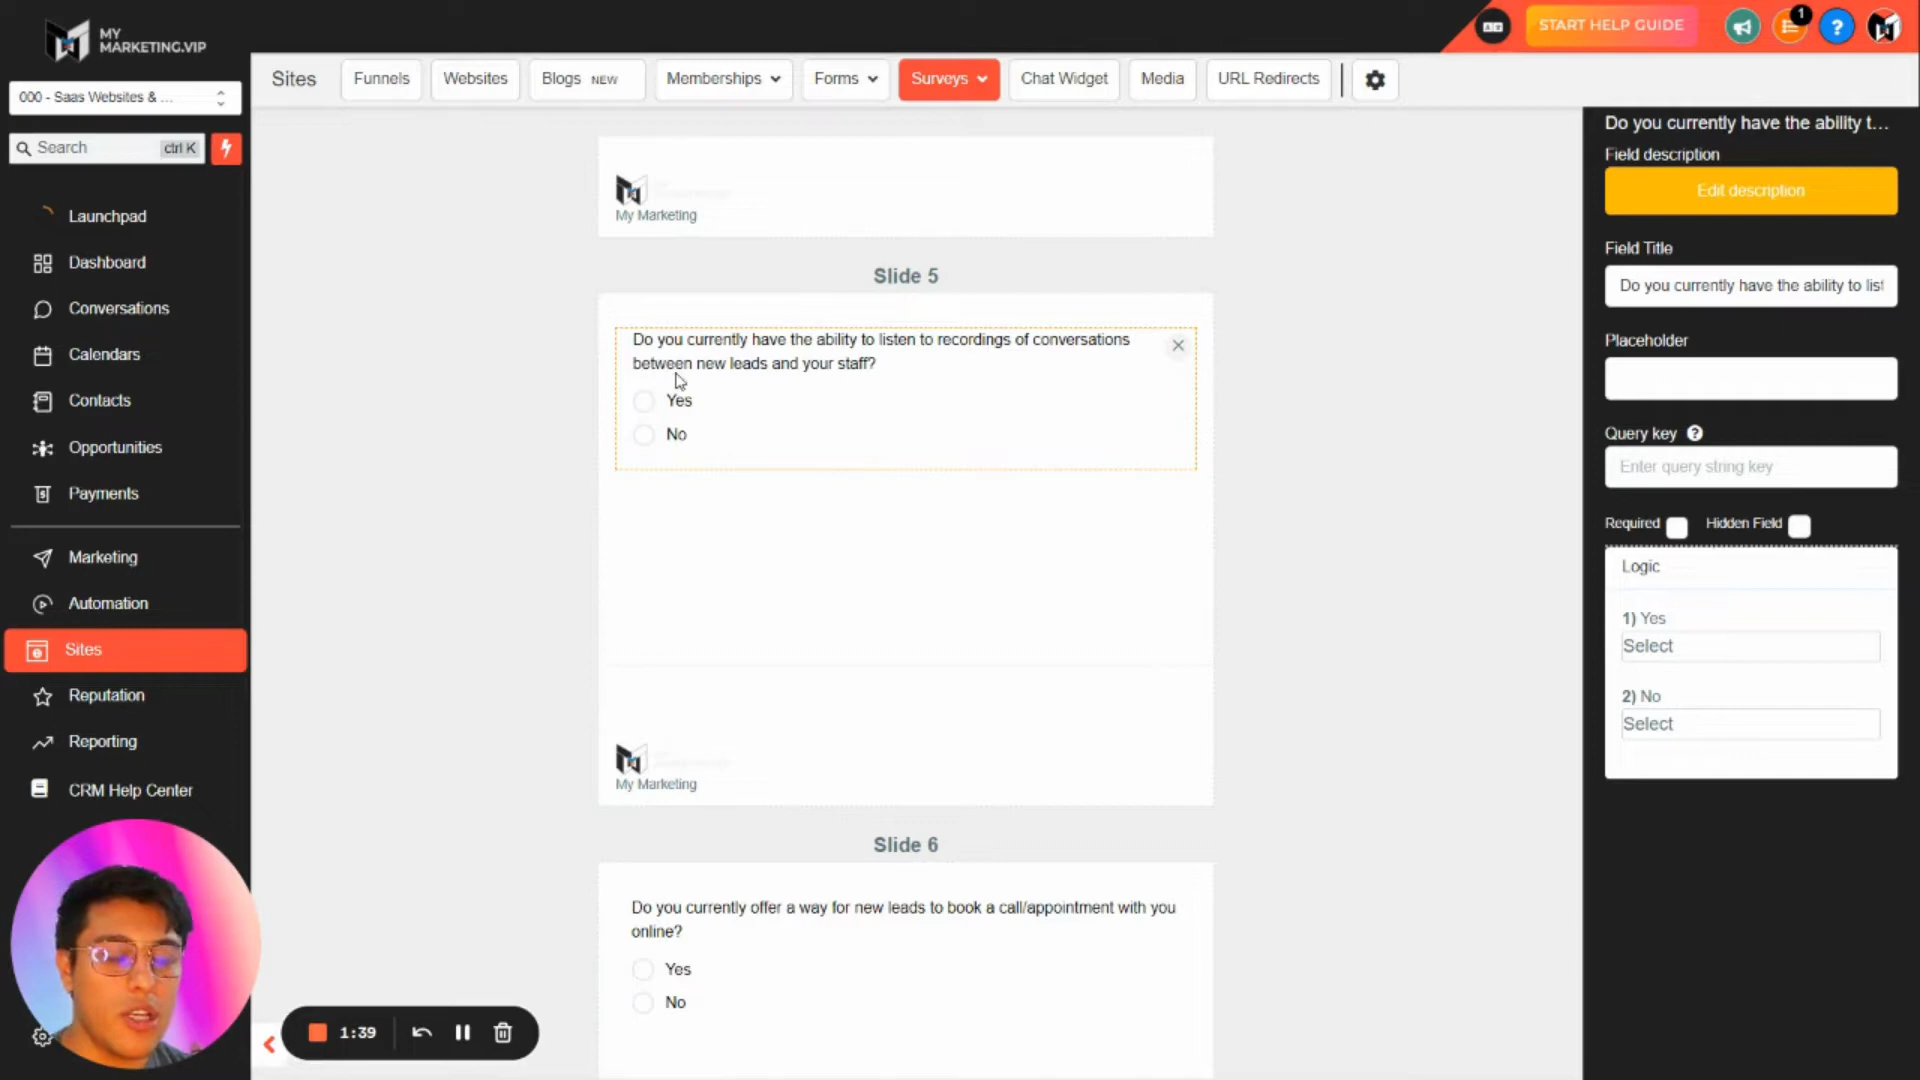 MY
MARKETING.VIP
START HELP GUIDE
1
?
000 - Saas Websites & ...
Sites
Funnels
Websites
Blogs NEW
Memberships
Forms
Surveys
Chat Widget
Media
URL Redirects
Search
ctrl K
Launchpad
Dashboard
Conversations
Calendars
Contacts
Opportunities
Payments
Marketing
Automation
Sites
Reputation
Reporting
CRM Help Center
My Marketing
Slide 5
Do you currently have the ability to listen to recordings of conversations
between new leads and your staff?
Yes
No
My Marketing
Slide 6
Do you currently offer a way for new leads to book a call/appointment with you
online?
Yes
No
1:39
Do you currently have the ability t...
Field description
Edit description
Field Title
Do you currently have the ability to list
Placeholder
Query key ?
Enter query string key
Required
Hidden Field
Logic
1) Yes
Select
2) No
Select